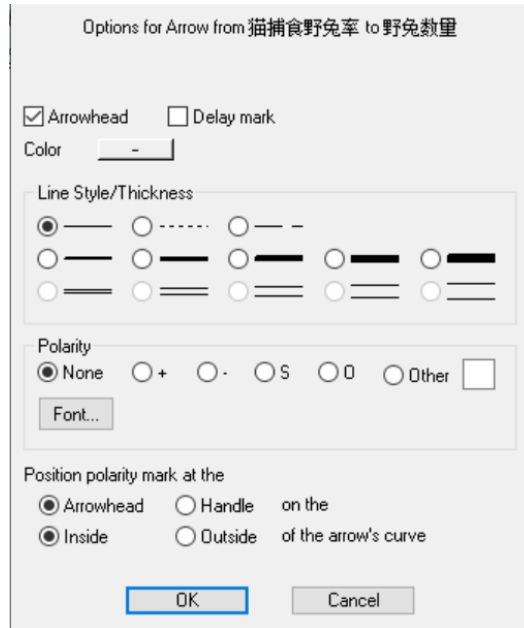 Options for Arrow from 猫捕食野兔率 to 野兔数量
Arrowhead Delay mark
Color -
Line Style/Thickness
Polarity
None + - S O Other
Font...
Position polarity mark at the
Arrowhead Handle on the
Inside Outside of the arrow's curve
OK Cancel